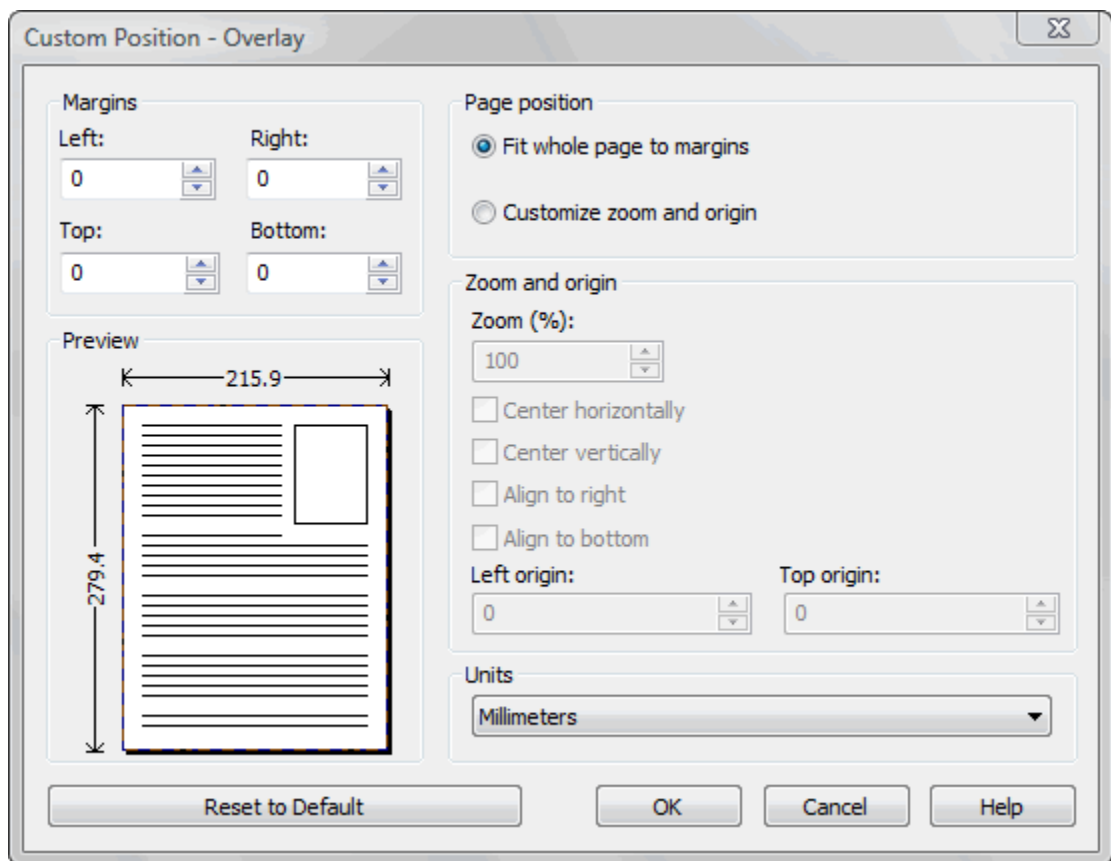 Custom Position - Overlay
Margins
Left: Right:
0 0
Top: Bottom:
0 0
Preview
215.9
279.4
Page position
Fit whole page to margins
Customize zoom and origin
Zoom and origin
Zoom (%):
100
Center horizontally
Center vertically
Align to right
Align to bottom
Left origin: Top origin:
0 0
Units
Millimeters
Reset to Default OK Cancel Help